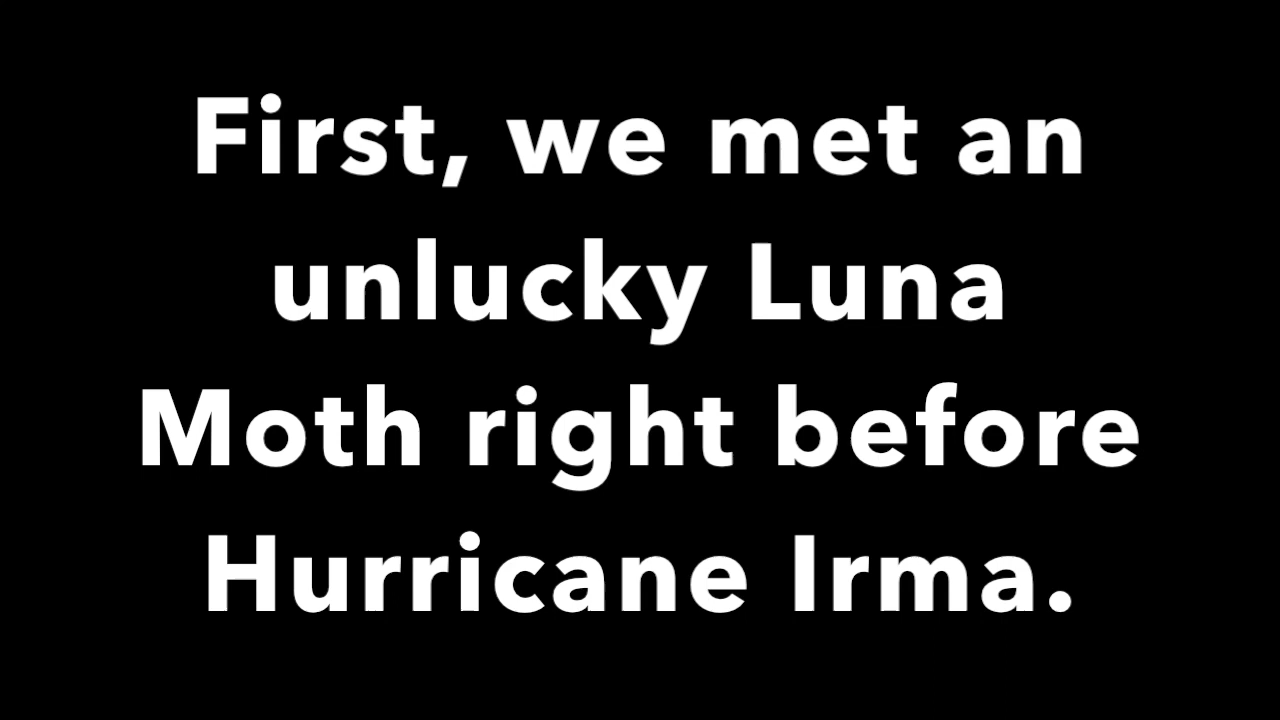 First, we met an
unlucky Luna
Moth right before
Hurricane Irma.